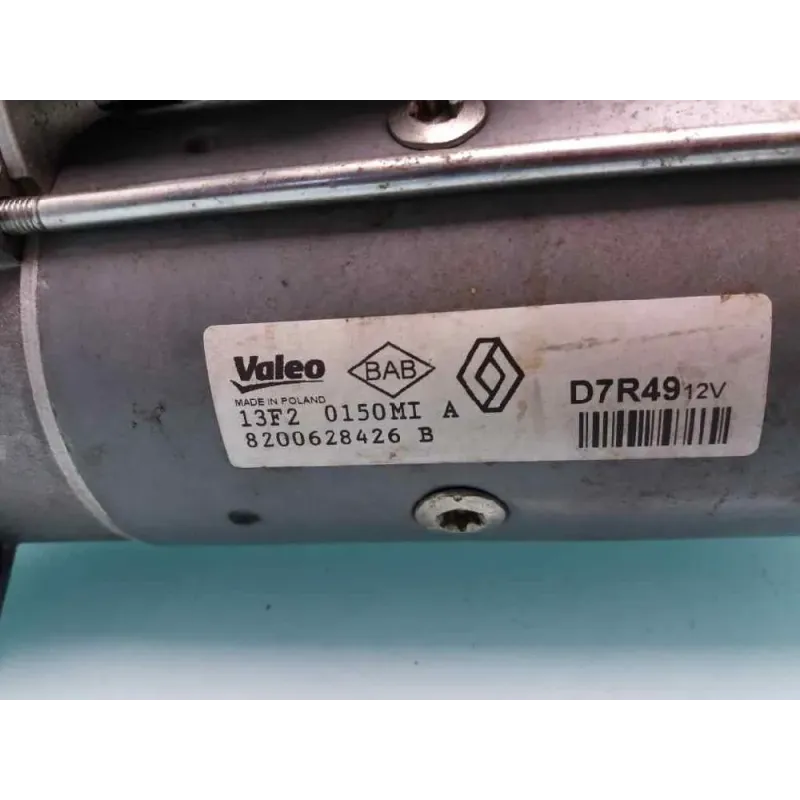 Valeo BAB D7R49 12V
MADE IN POLAND
13F2 0150MI A
8200628426 B